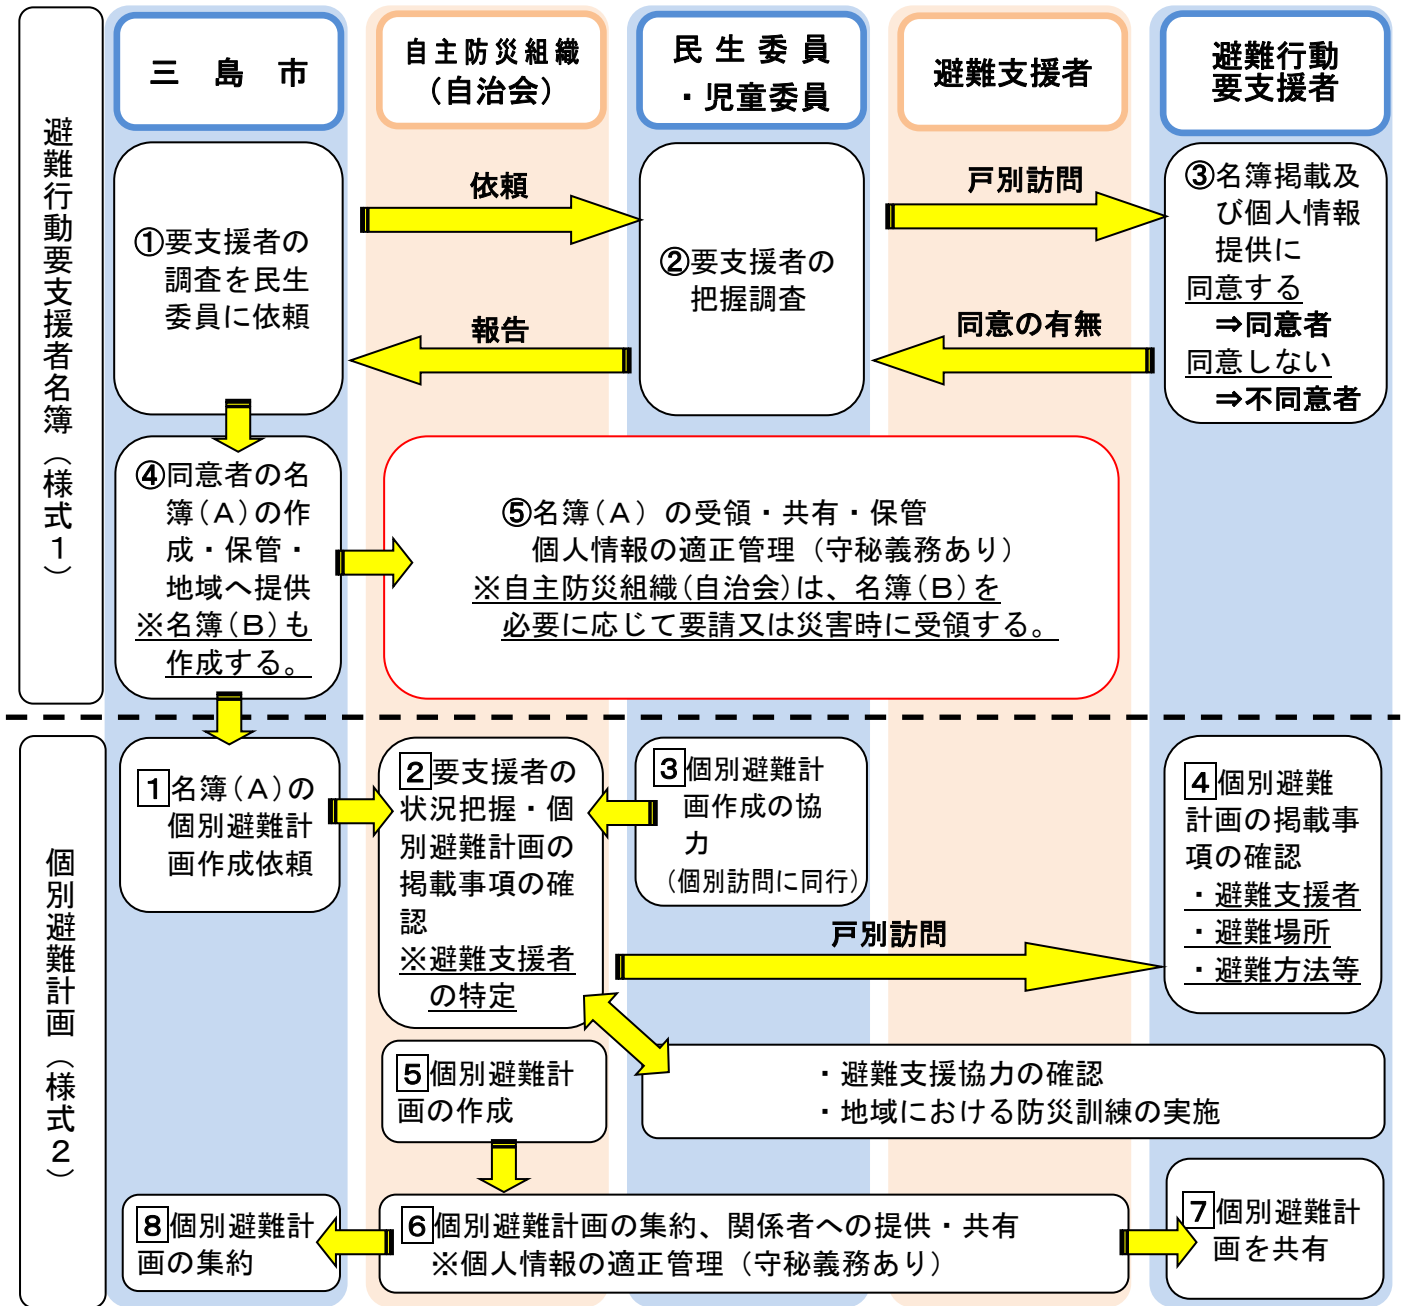 三島市
自主防災組織
(自治会)
民生委員
・児童委員
避難支援者
避難行動
要支援者
避難行動要支援者名簿(様式1)
①要支援者の
調査を民生
委員に依頼
依頼
報告
②要支援者の
把握調査
戸別訪問
同意の有無
③名簿掲載及
び個人情報
提供に
同意する
⇒同意者
同意しない
⇒不同意者
④同意者の名
簿(A)の作
成・保管・
地域へ提供
※名簿(B)も
作成する。
⑤名簿(A)の受領・共有・保管
個人情報の適正管理(守秘義務あり)
※自主防災組織(自治会)は、名簿(B)を
必要に応じて要請又は災害時に受領する。
個別避難計画(様式2)
1名簿(A)の
個別避難計
画作成依頼
2要支援者の
状況把握・個
別避難計画の
掲載事項の確
認
※避難支援者
の特定
3個別避難計
画作成の協
力
(個別訪問に同行)
戸別訪問
4個別避難
計画の掲載事
項の確認
・避難支援者
・避難場所
・避難方法等
5個別避難計
画の作成
・避難支援協力の確認
・地域における防災訓練の実施
8個別避難計
画の集約
6個別避難計画の集約、関係者への提供・共有
※個人情報の適正管理(守秘義務あり)
7個別避難計
画を共有